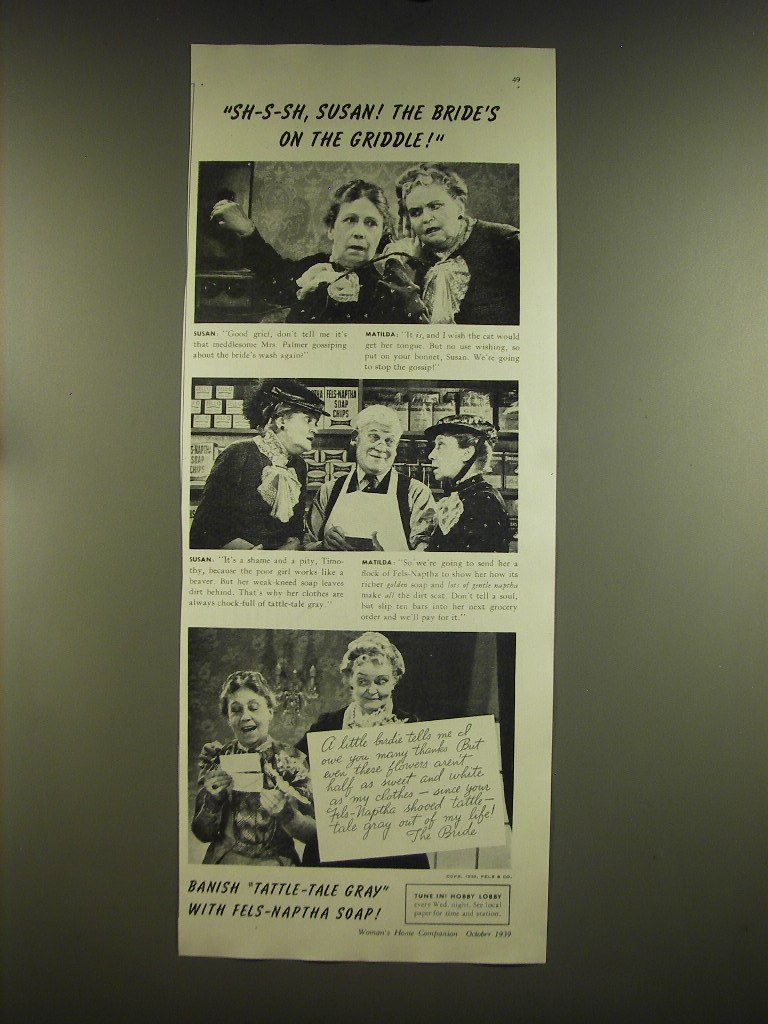 49
"SH-S-SH, SUSAN! THE BRIDE'S
ON THE GRIDDLE!"
SUSAN: "Good grief, don't tell me it's
that meddlesome Mrs. Palmer gossiping
about the bride's wash again?"
MATILDA: "It is, and I wish the cat would
get her tongue. But no use wishing, so
put on your bonnet, Susan. We're going
to stop the gossip!"
FELS-NAPTHA
SOAP
CHIPS
SOAP
CHIPS
SUSAN: "It's a shame and a pity, Timo-
thy, because the poor girl works like a
beaver. But her weak-kneed soap leaves
dirt behind. That's why her clothes are
always chock-full of tattle-tale gray."
MATILDA: "So we're going to send her a
flock of Fels-Naptha to show her how its
richer golden soap and lots of gentle naptha
make all the dirt scat. Don't tell a soul,
but slip ten bars into her next grocery
order and we'll pay for it."
A little birdie tells me I
owe you many thanks But
even these flowers aren't
half as sweet and white
as my clothes — since your
Fels-Naptha shooed tattle-
tale gray out of my life!
The Bride
COPR. 1939, FELS & CO.
BANISH "TATTLE-TALE GRAY"
WITH FELS-NAPTHA SOAP!
TUNE IN! HOBBY LOBBY
every Wed. night. See local
paper for time and station.
Woman's Home Companion October 1939